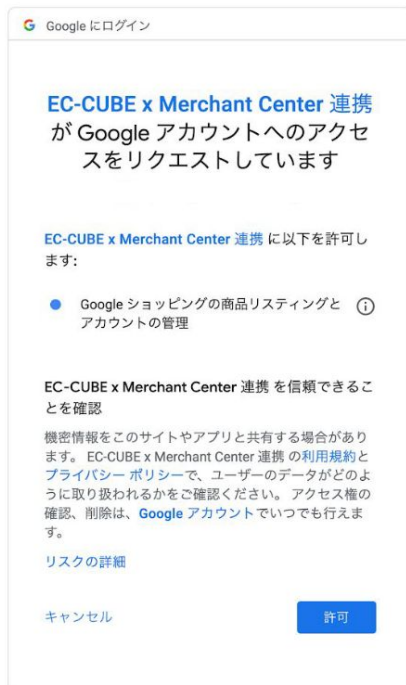 Google にログイン
EC-CUBE x Merchant Center 連携
が Google アカウントへのアクセ
スをリクエストしています
EC-CUBE x Merchant Center 連携 に以下を許可し
ます:
Google ショッピングの商品リスティングと
アカウントの管理
EC-CUBE x Merchant Center 連携 を信頼できるこ
とを確認
機密情報をこのサイトやアプリと共有する場合があり
ます。 EC-CUBE x Merchant Center 連携 の利用規約と
プライバシー ポリシーで、ユーザーのデータがどのよ
うに取り扱われるかをご確認ください。 アクセス権の
確認、削除は、Google アカウントでいつでも行えま
す。
リスクの詳細
キャンセル
許可